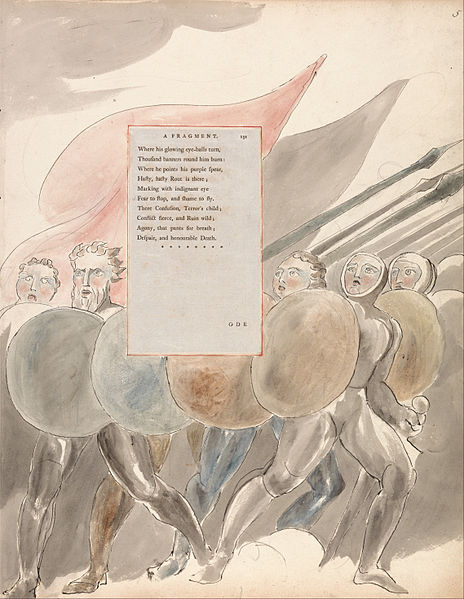 5
A FRAGMENT. 151
Where his glowing eye-balls turn,
Thousand banners round him burn:
Where he points his purple spear,
Hasty, hasty Rout is there;
Marking with indignant eye
Fear to stop, and shame to fly.
There Confusion, Terror's child;
Conflict fierce, and Ruin wild;
Agony, that pants for breath;
Despair, and honourable Death.
* * * * * * * *
ODE